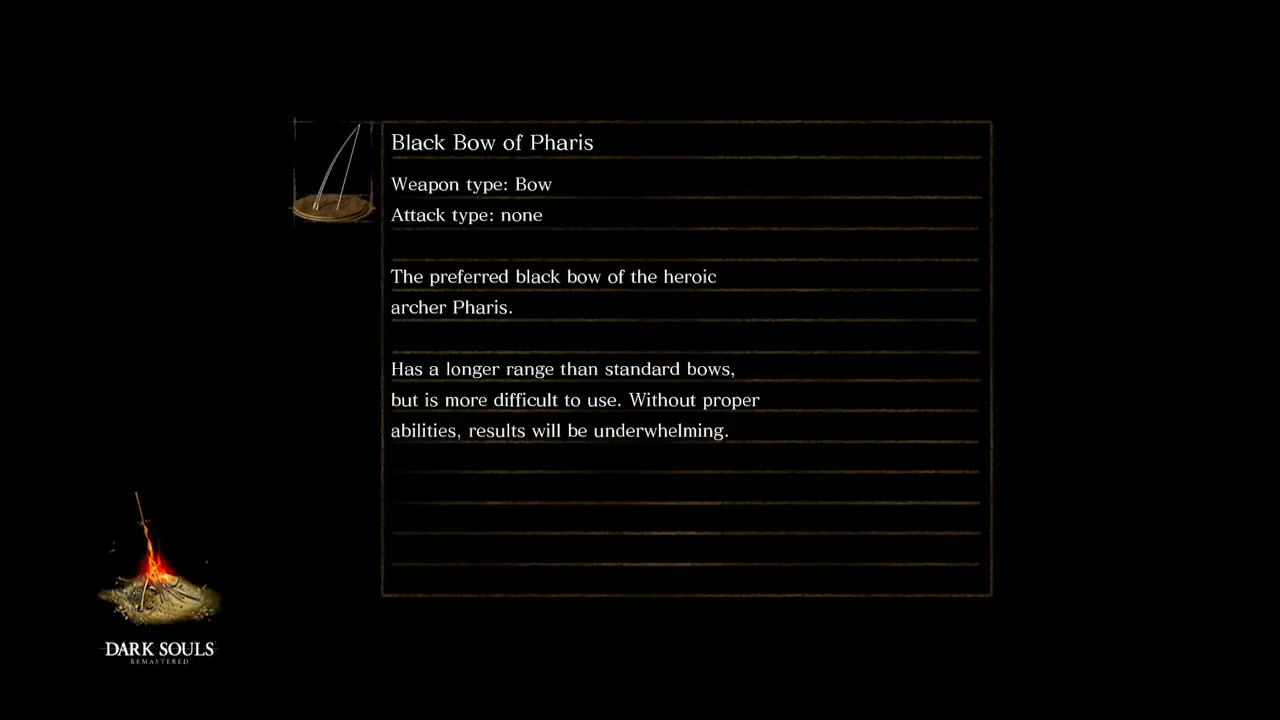 Black Bow of Pharis
Weapon type: Bow
Attack type: none
The preferred black bow of the heroic
archer Pharis.
Has a longer range than standard bows,
but is more difficult to use. Without proper
abilities, results will be underwhelming.
DARK SOULS
REMASTERED